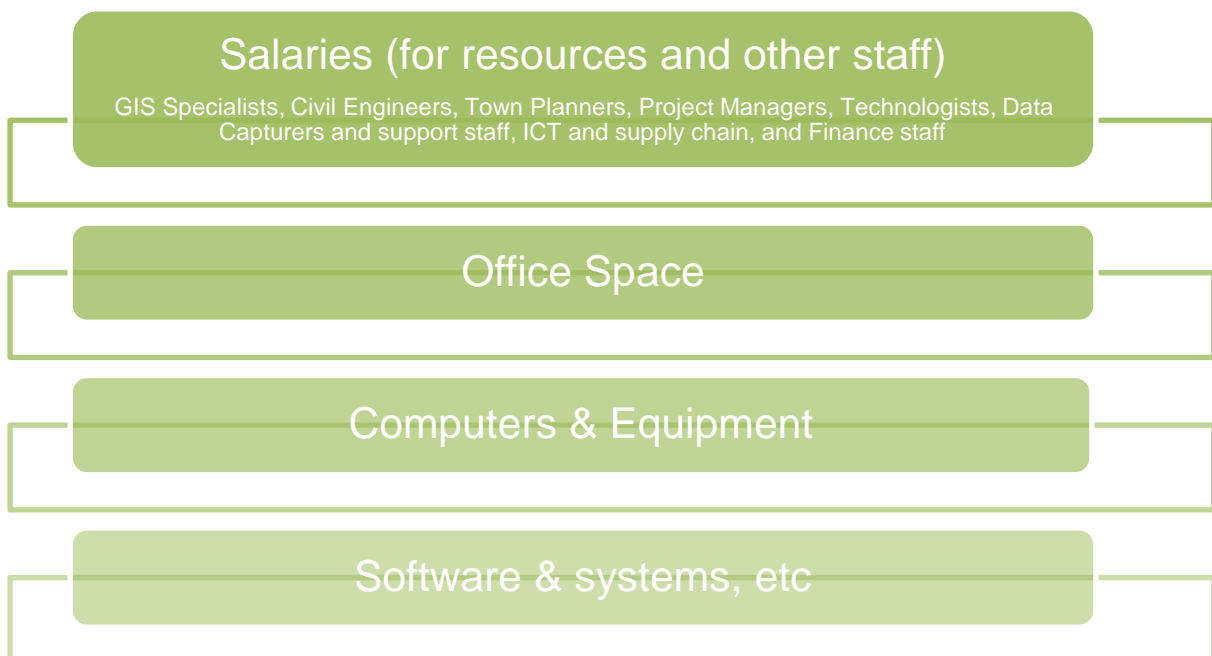 Salaries (for resources and other staff)
GIS Specialists, Civil Engineers, Town Planners, Project Managers, Technologists, Data
Capturers and support staff, ICT and supply chain, and Finance staff
Office Space
Computers & Equipment
Software & systems, etc